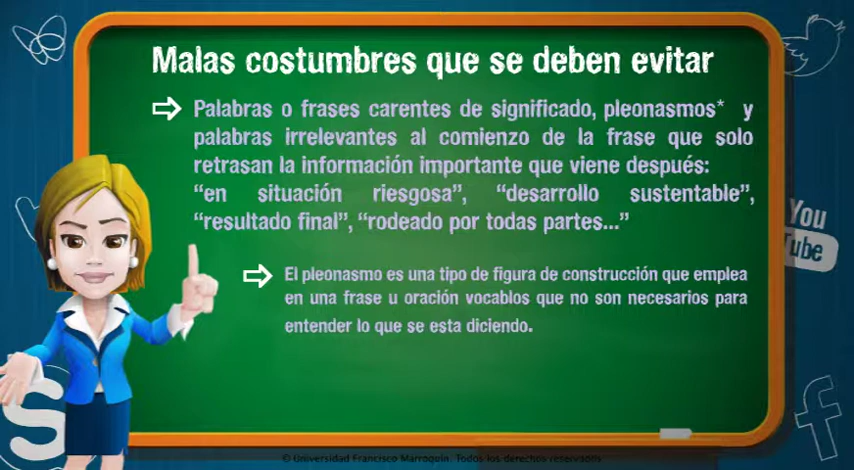 Malas costumbres que se deben evitar
Palabras o frases carentes de significado, pleonasmos* y
palabras irrelevantes al comienzo de la frase que solo
retrasan la información importante que viene después:
“en situación riesgosa”, “desarrollo sustentable”,
“resultado final”, “rodeado por todas partes...”
El pleonasmo es una tipo de figura de construcción que emplea
en una frase u oración vocablos que no son necesarios para
entender lo que se esta diciendo.
You
Tube
S
f
© Universidad Francisco Marroquín. Todos los derechos reservados.